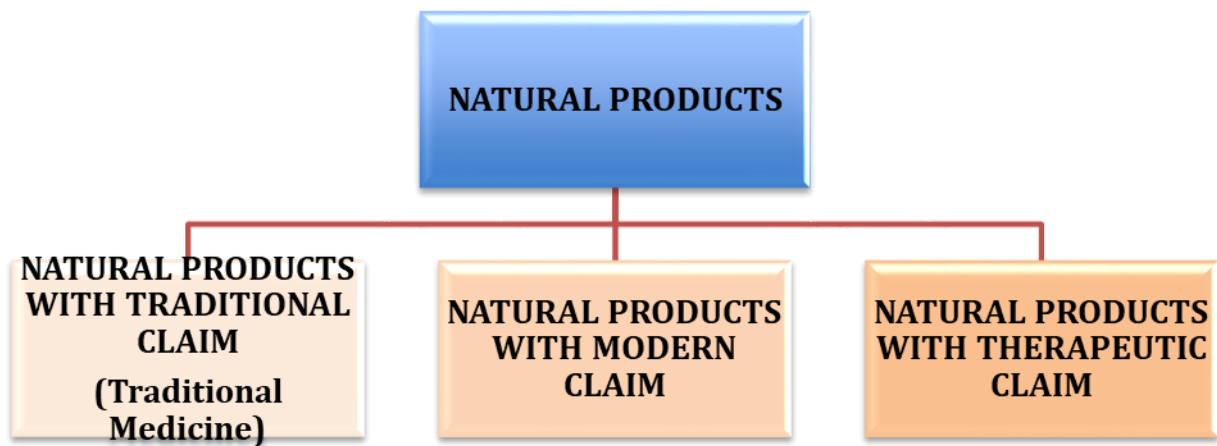 NATURAL PRODUCTS
NATURAL PRODUCTS
WITH TRADITIONAL
CLAIM
(Traditional
Medicine)
NATURAL PRODUCTS
WITH MODERN
CLAIM
NATURAL PRODUCTS
WITH THERAPEUTIC
CLAIM